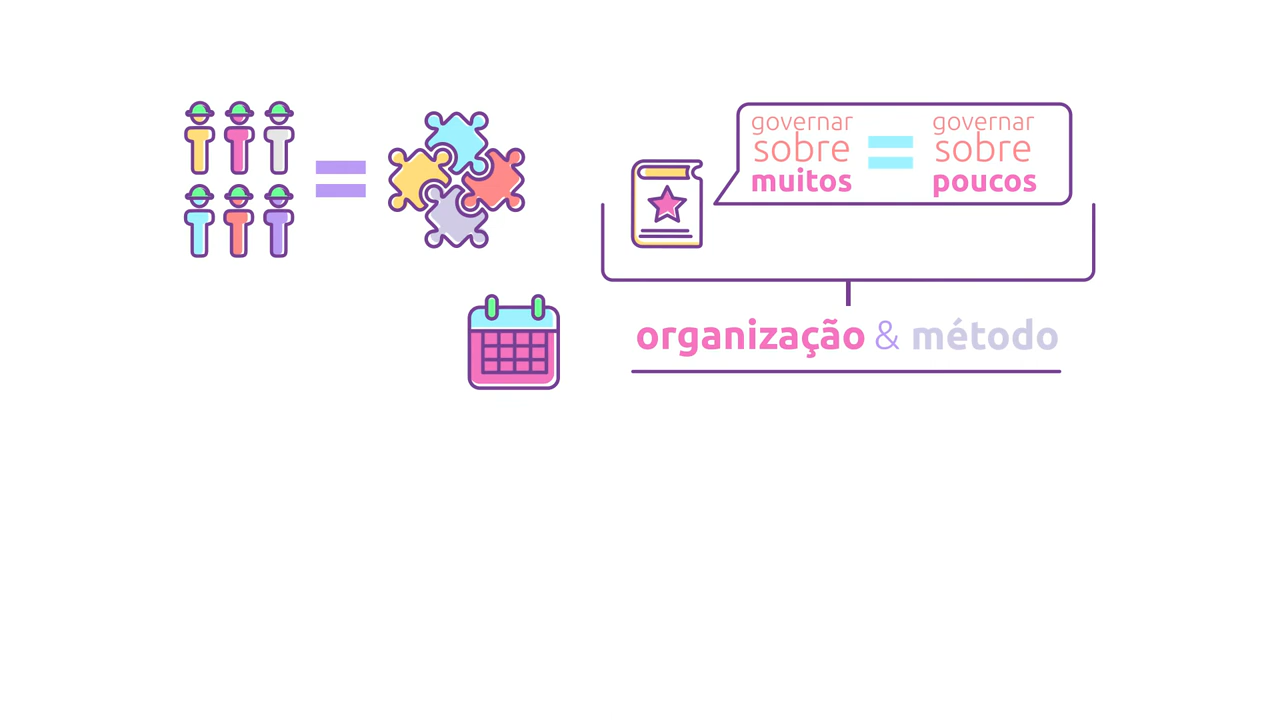 governar
sobre
muitos
governar
sobre
poucos
organização & método